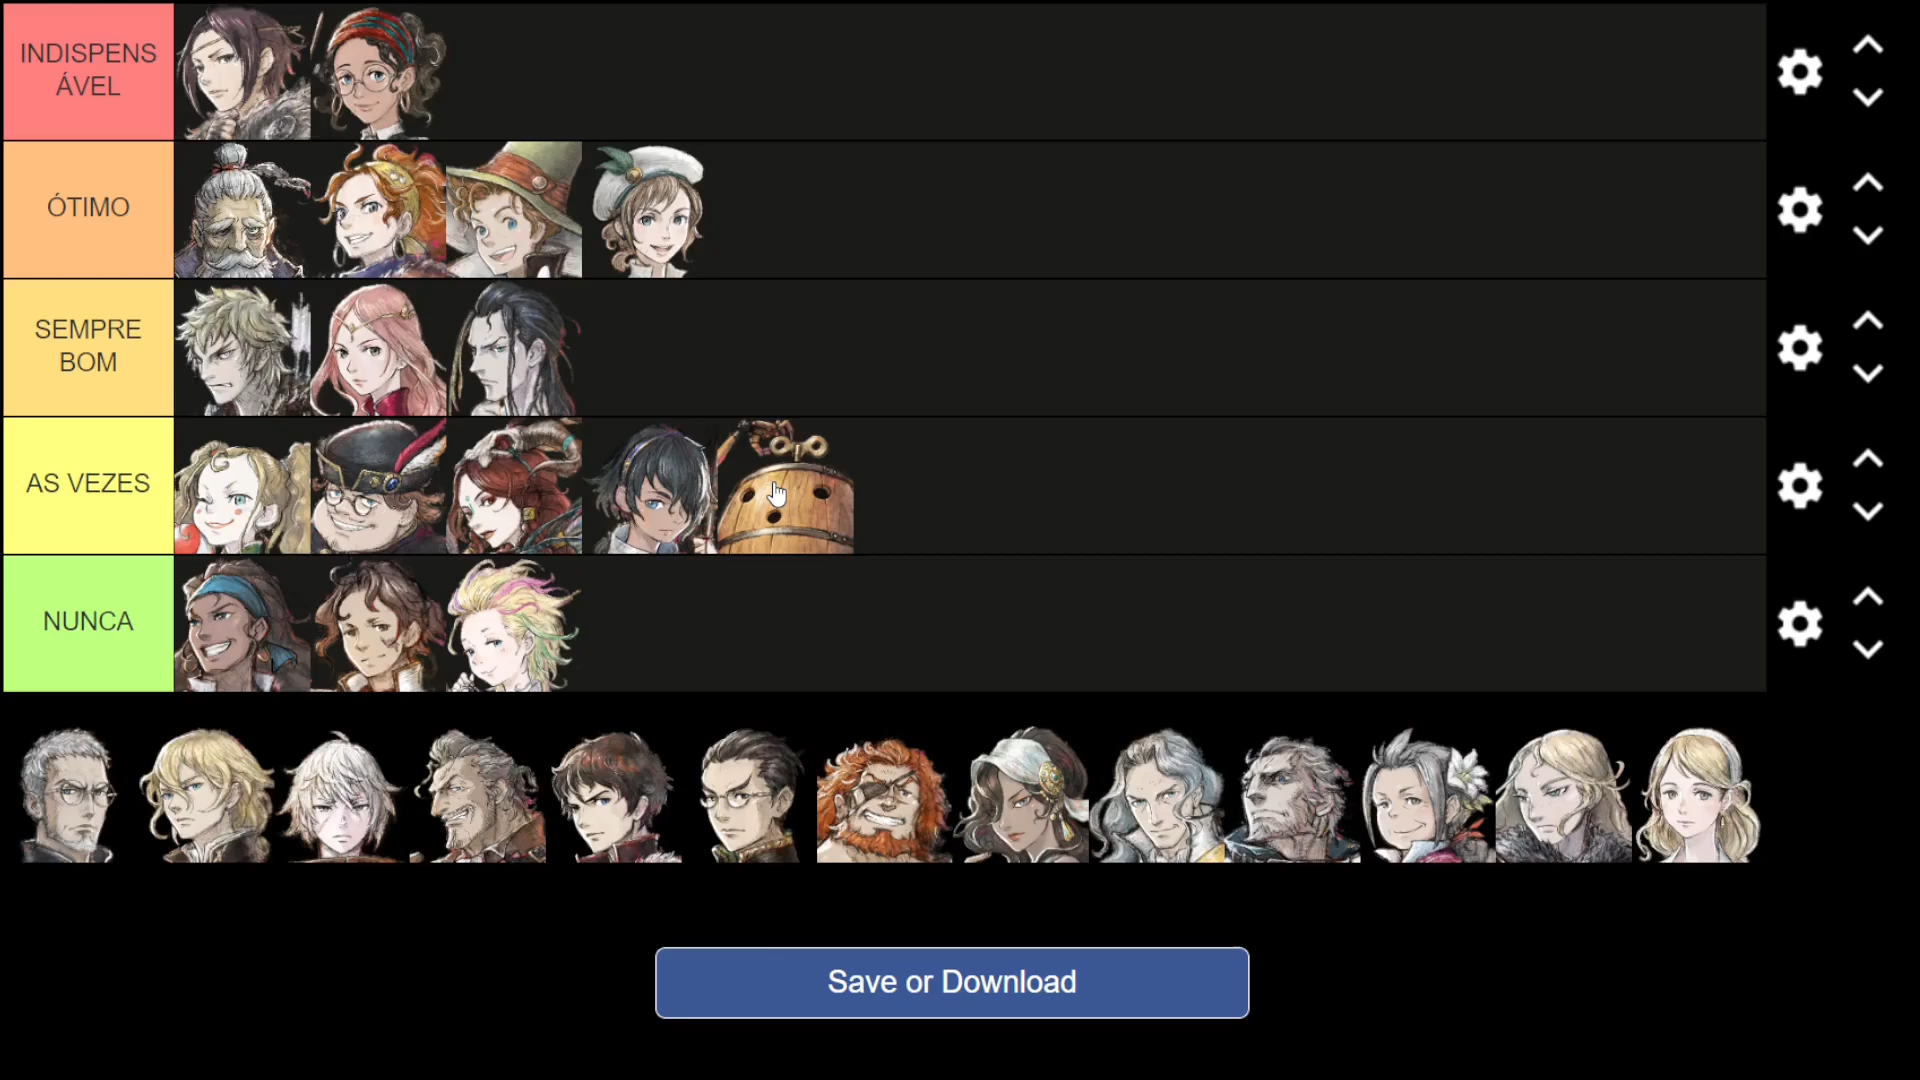 INDISPENS
ÁVEL
ÓTIMO
SEMPRE
BOM
AS VEZES
NUNCA
Save or Download